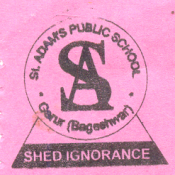 St. ADAMS PUBLIC SCHOOL
SA
Garur (Bageshwar)
SHED IGNORANCE